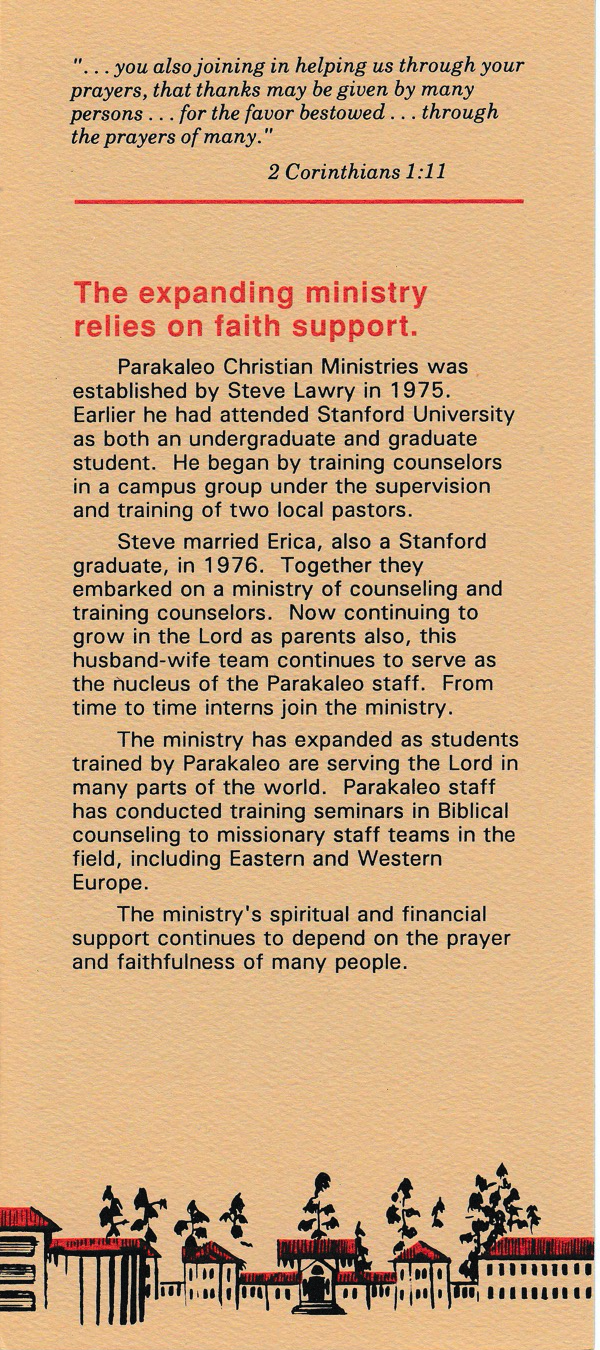 ". . . you also joining in helping us through your
prayers, that thanks may be given by many
persons . . . for the favor bestowed . . . through
the prayers of many."
2 Corinthians 1:11
The expanding ministry
relies on faith support.
Parakaleo Christian Ministries was
established by Steve Lawry in 1975.
Earlier he had attended Stanford University
as both an undergraduate and graduate
student. He began by training counselors
in a campus group under the supervision
and training of two local pastors.
Steve married Erica, also a Stanford
graduate, in 1976. Together they
embarked on a ministry of counseling and
training counselors. Now continuing to
grow in the Lord as parents also, this
husband-wife team continues to serve as
the nucleus of the Parakaleo staff. From
time to time interns join the ministry.
The ministry has expanded as students
trained by Parakaleo are serving the Lord in
many parts of the world. Parakaleo staff
has conducted training seminars in Biblical
counseling to missionary staff teams in the
field, including Eastern and Western
Europe.
The ministry's spiritual and financial
support continues to depend on the prayer
and faithfulness of many people.